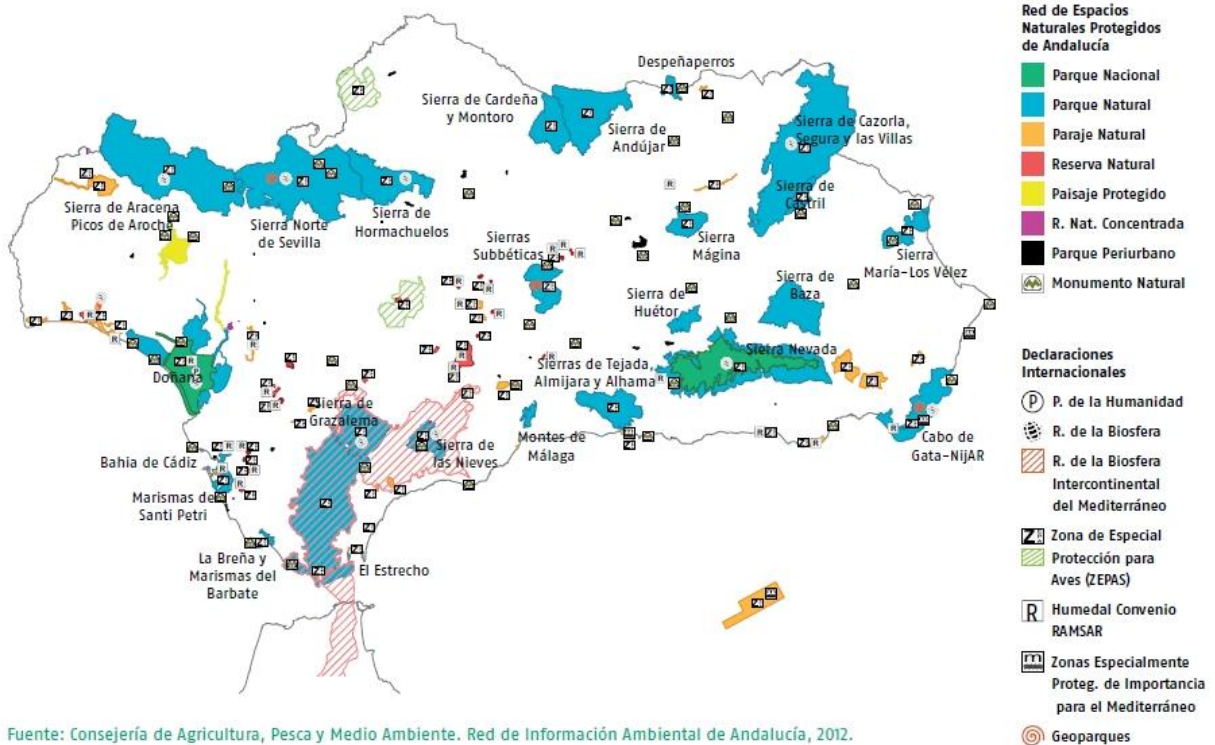 Despeñaperros
Sierra de Cardeña
y Montoro
Sierra de
Andújar
Sierra de Cazorla,
Segura y las Villas
Sierra de Aracena
Picos de Aroche
Sierra Norte
de Sevilla
Sierra de
Hormachuelos
Sierras
Subbéticas
Sierra
Mágina
Sierra de
Castril
Sierra
María-Los Vélez
Sierra de
Huétor
Sierra de
Baza
Doñana
Sierra de
Grazalema
Sierras de Tejada,
Almijara y Alhama
Sierra Nevada
Bahia de Cádiz
Sierra de
las Nieves
Montes de
Málaga
Cabo de
Gata-NijAR
Marismas de
Santi Petri
La Breña y
Marismas del
Barbate
El Estrecho
Red de Espacios
Naturales Protegidos
de Andalucía
Parque Nacional
Parque Natural
Paraje Natural
Reserva Natural
Paisaje Protegido
R. Nat. Concentrada
Parque Periurbano
Monumento Natural
Declaraciones
Internacionales
P P. de la Humanidad
R. de la Biosfera
R. de la Biosfera
Intercontinental
del Mediterráneo
Zona de Especial
Protección para
Aves (ZEPAS)
R Humedal Convenio
RAMSAR
Zonas Especialmente
Proteg. de Importancia
para el Mediterráneo
Geoparques
Fuente: Consejería de Agricultura, Pesca y Medio Ambiente. Red de Información Ambiental de Andalucía, 2012.